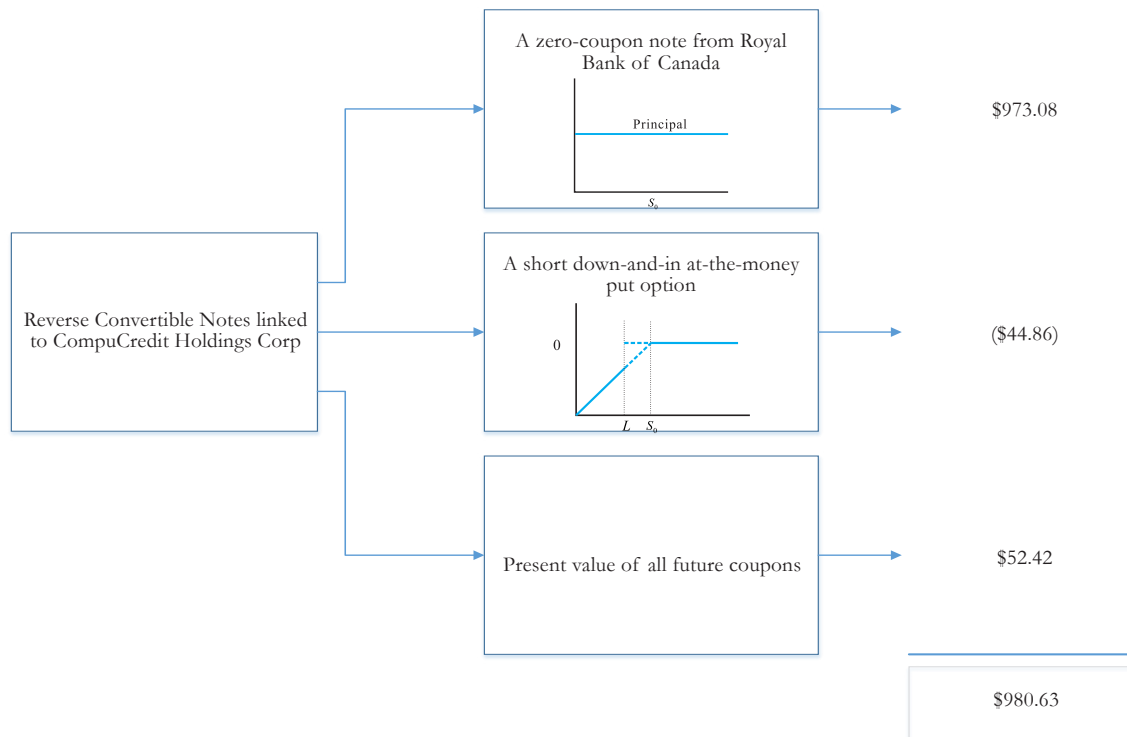 A zero-coupon note from Royal
Bank of Canada
Principal
S₀
$973.08
Reverse Convertible Notes linked
to CompuCredit Holdings Corp
A short down-and-in at-the-money
put option
0
L S₀
($44.86)
Present value of all future coupons
$52.42
$980.63